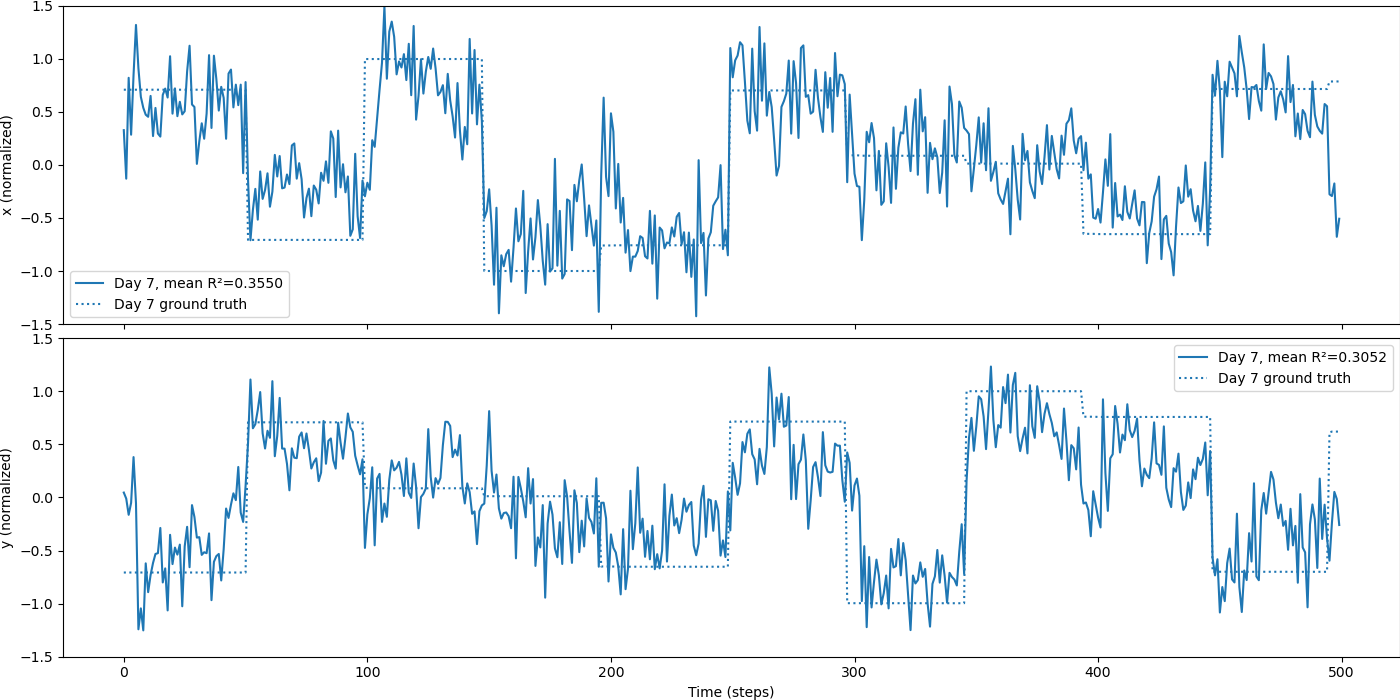 1.5
1.0
0.5
0.0
−0.5
−1.0
−1.5
x (normalized)
Day 7, mean R²=0.3550
Day 7 ground truth
1.5
1.0
0.5
0.0
−0.5
−1.0
−1.5
y (normalized)
Day 7, mean R²=0.3052
Day 7 ground truth
0 100 200 300 400 500
Time (steps)